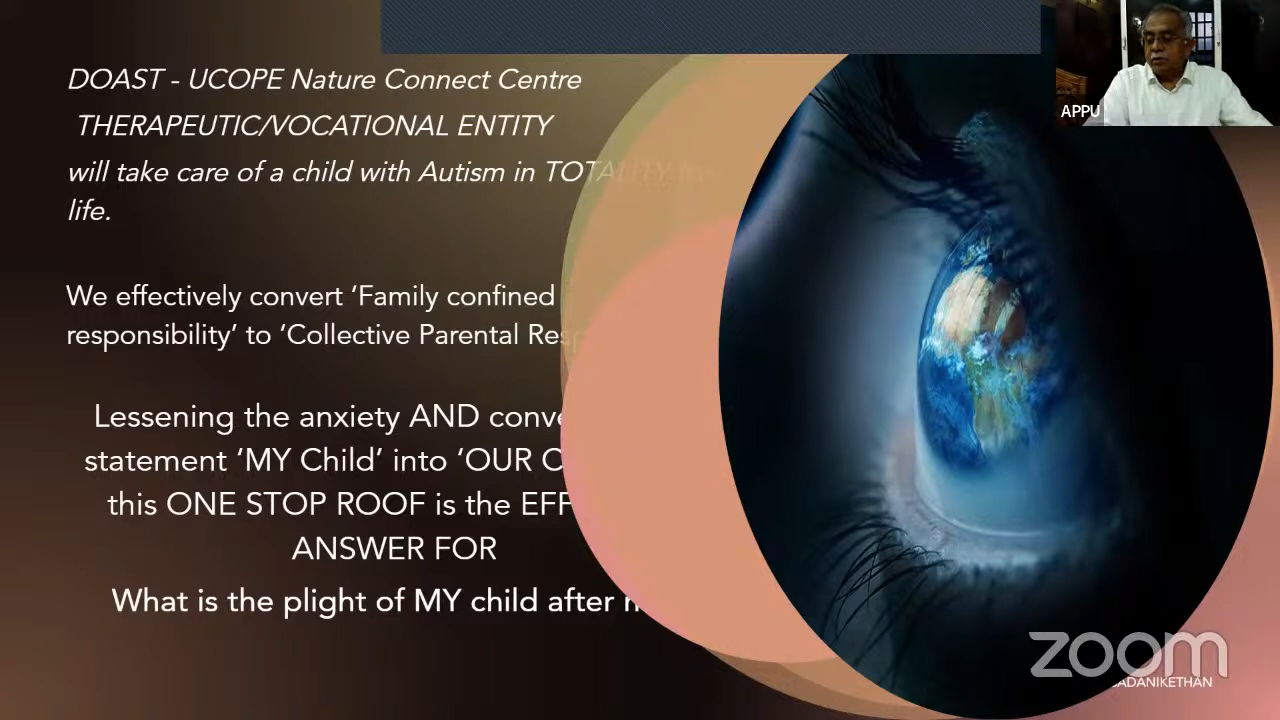 DOAST - UCOPE Nature Connect Centre
THERAPEUTIC/VOCATIONAL ENTITY
will take care of a child with Autism in TOTALITY for
life.
We effectively convert ‘Family confined
responsibility’ to ‘Collective Parental
Lessening the anxiety AND
statement ‘MY Child’ into ‘OUR
this ONE STOP ROOF is the
ANSWER FOR
What is the plight of MY child after
APPU
zoom